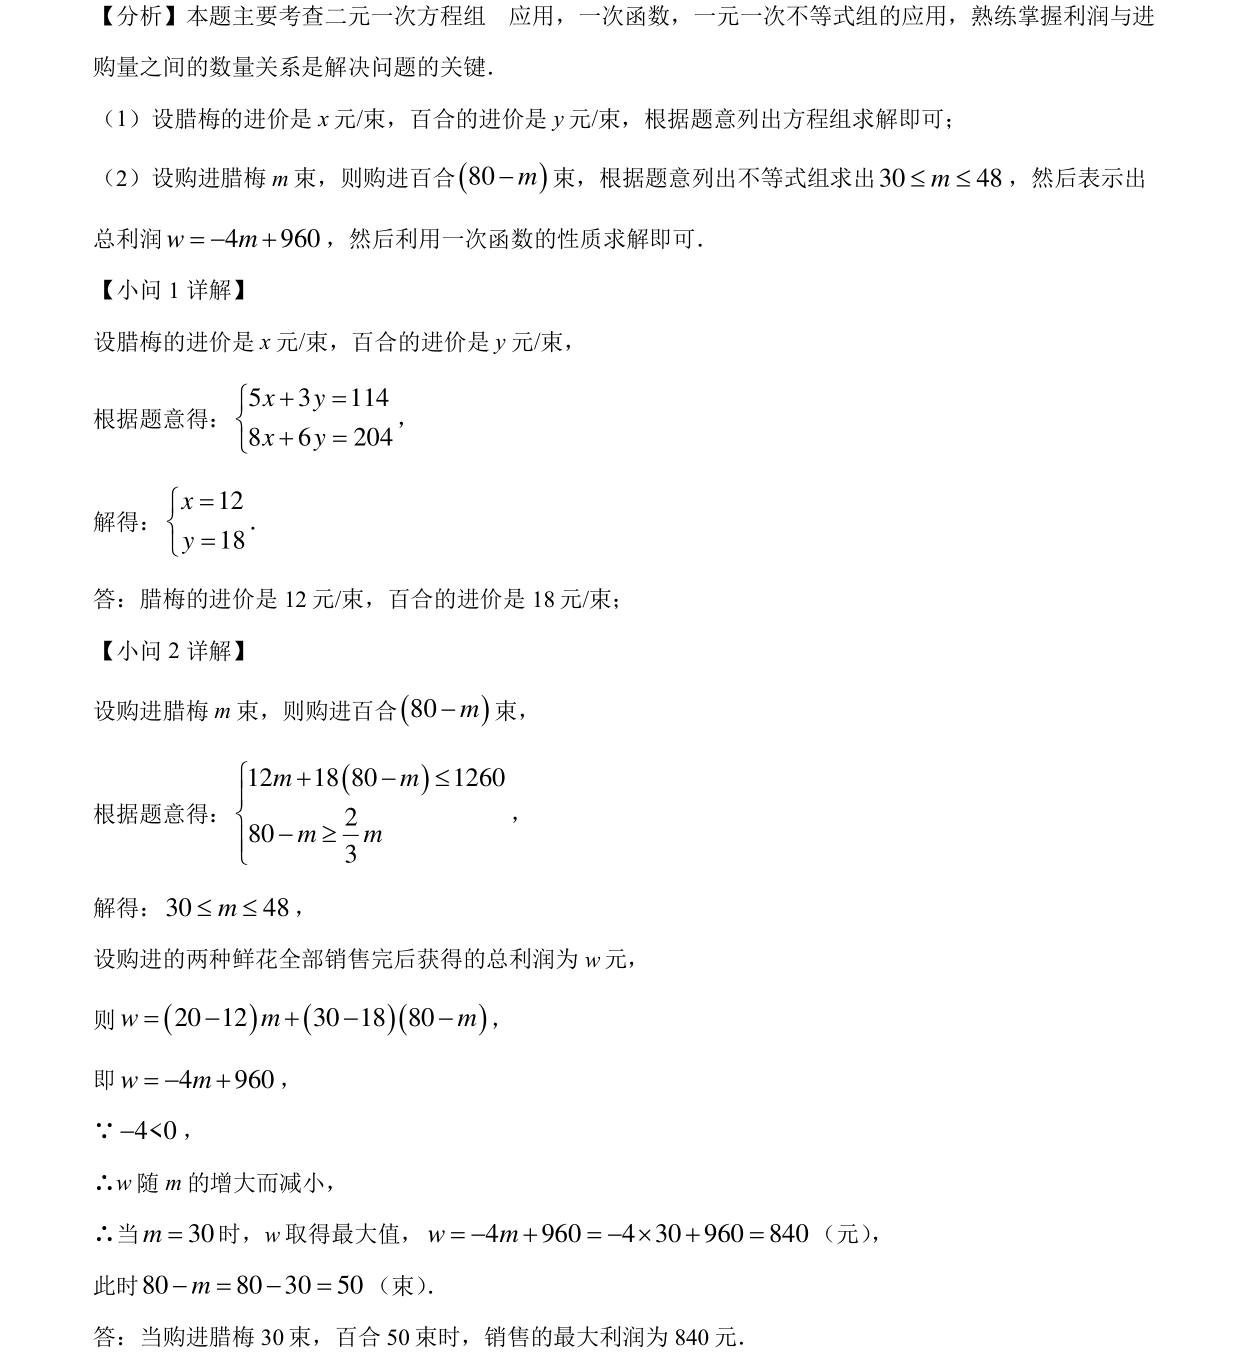 【分析】本题主要考查二元一次方程组 应用，一次函数，一元一次不等式组的应用，熟练掌握利润与进
购量之间的数量关系是解决问题的关键．
（1）设腊梅的进价是 x 元/束，百合的进价是 y 元/束，根据题意列出方程组求解即可；
（2）设购进腊梅 m 束，则购进百合(80−m)束，根据题意列出不等式组求出30≤m≤48，然后表示出
总利润w=−4m+960，然后利用一次函数的性质求解即可．
【小问 1 详解】
设腊梅的进价是 x 元/束，百合的进价是 y 元/束，
根据题意得：{5x+3y=114
8x+6y=204，
解得：{x=12
y=18．
答：腊梅的进价是 12 元/束，百合的进价是 18 元/束；
【小问 2 详解】
设购进腊梅 m 束，则购进百合(80−m)束，
根据题意得：{12m+18(80−m)≤1260
80−m≥2/3m，
解得：30≤m≤48，
设购进的两种鲜花全部销售完后获得的总利润为 w 元，
则w=(20−12)m+(30−18)(80−m)，
即w=−4m+960，
∵−4<0，
∴w 随 m 的增大而减小，
∴当m=30时，w 取得最大值，w=−4m+960=−4×30+960=840（元），
此时80−m=80−30=50（束）．
答：当购进腊梅 30 束，百合 50 束时，销售的最大利润为 840 元．